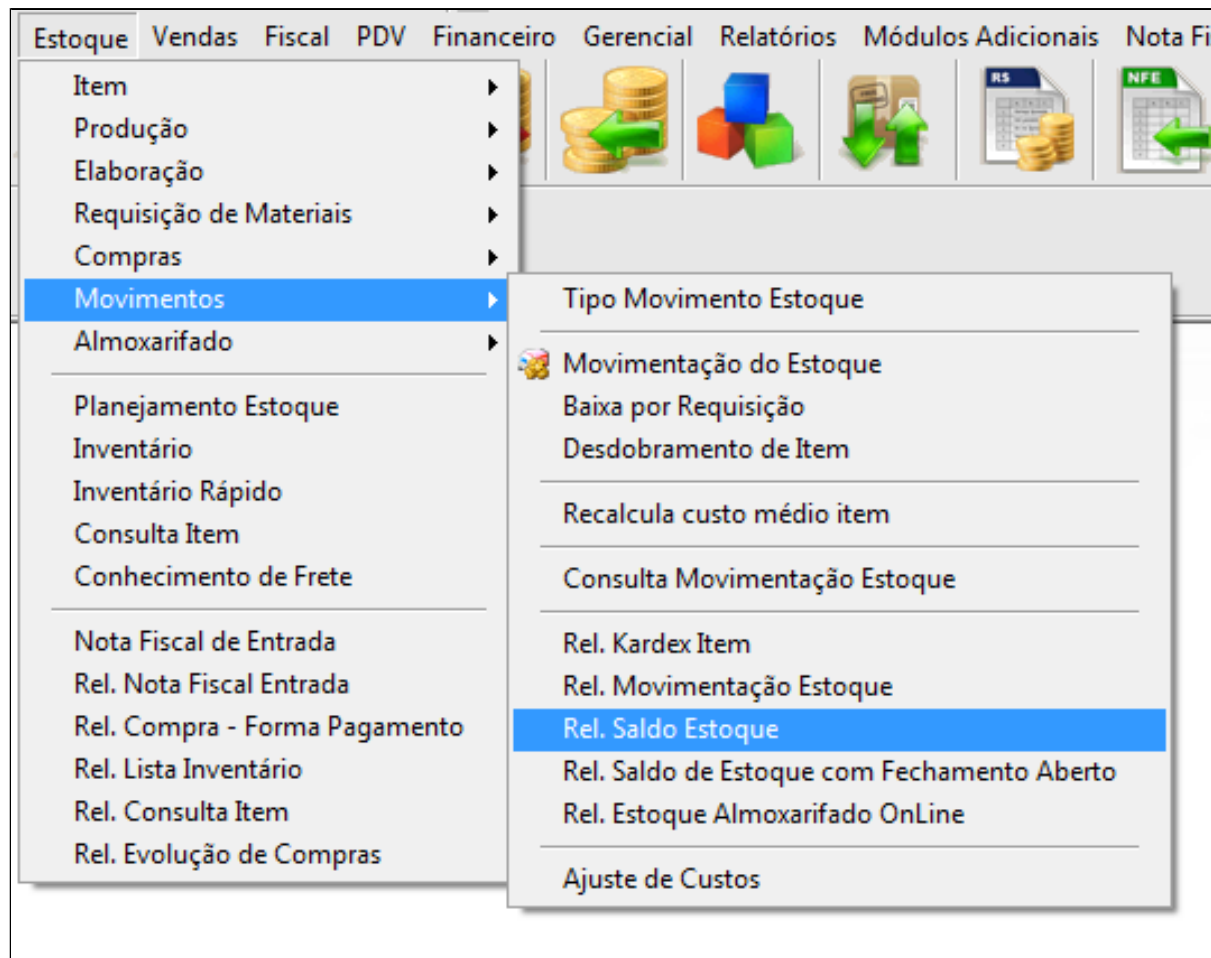 Estoque Vendas Fiscal PDV Financeiro Gerencial Relatórios Módulos Adicionais Nota Fi
RS
NFE
Item
Produção
Elaboração
Requisição de Materiais
Compras
Movimentos
Almoxarifado
Planejamento Estoque
Inventário
Inventário Rápido
Consulta Item
Conhecimento de Frete
Nota Fiscal de Entrada
Rel. Nota Fiscal Entrada
Rel. Compra - Forma Pagamento
Rel. Lista Inventário
Rel. Consulta Item
Rel. Evolução de Compras
Tipo Movimento Estoque
Movimentação do Estoque
Baixa por Requisição
Desdobramento de Item
Recalcula custo médio item
Consulta Movimentação Estoque
Rel. Kardex Item
Rel. Movimentação Estoque
Rel. Saldo Estoque
Rel. Saldo de Estoque com Fechamento Aberto
Rel. Estoque Almoxarifado OnLine
Ajuste de Custos